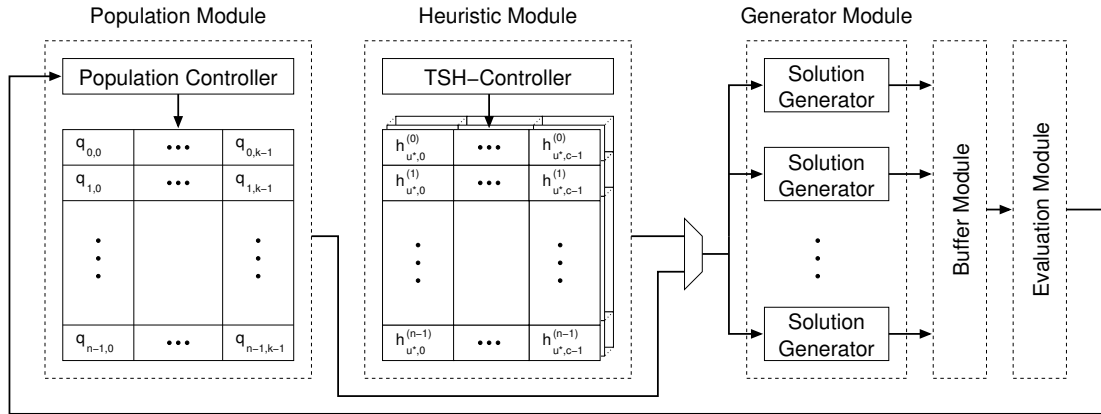 Population Module
Heuristic Module
Generator Module
Population Controller
q0,0 ••• q0,k−1
q1,0 ••• q1,k−1
qn−1,0 ••• qn−1,k−1
TSH−Controller
h(0)u*,0 ••• h(0)u*,c−1
h(1)u*,0 ••• h(1)u*,c−1
h(n−1)u*,0 ••• h(n−1)u*,c−1
Solution
Generator
Solution
Generator
Solution
Generator
Buffer Module
Evaluation Module